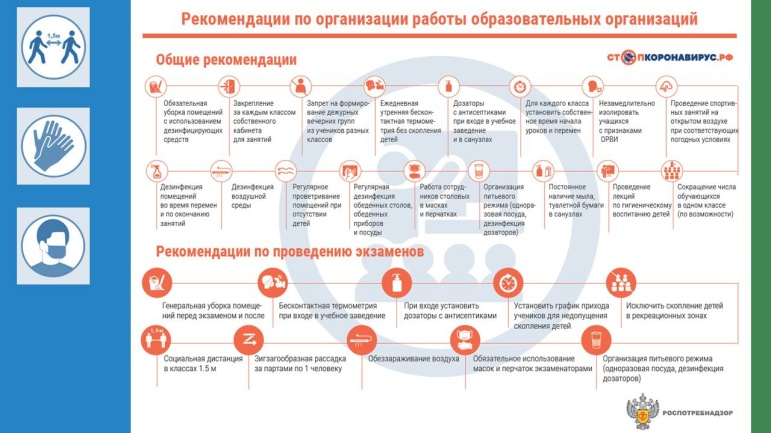 Рекомендации по организации работы образовательных организаций
1,5м
Общие рекомендации
СТОПКОРОНАВИРУС.РФ
Обязательная
уборка помещений
с использованием
дезинфицирующих
средств
Закрепление
за каждым классом
собственного
кабинета
для занятий
Запрет на формиро-
вание дежурных
вечерних групп
из учеников разных
классов
Ежедневная
утренняя бескон-
тактная термомет-
рия без скопления
детей
Дозаторы
с антисептиками
при входе в учебное
заведение
и в санузлах
Для каждого класса
установить собствен-
ное время начала
уроков и перемен
Незамедлительно
изолировать
учащихся
с признаками
ОРВИ
Проведение спортив-
ных занятий на
открытом воздухе
при соответствующих
погодных условиях
Дезинфекция
помещений
во время перемен
и по окончанию
занятий
Дезинфекция
воздушной
среды
Регулярное
проветривание
помещений при
отсутствии
детей
Регулярная
дезинфекция
обеденных столов,
обеденных
приборов
и посуды
Работа сотруд-
ников столовых
в масках
и перчатках
Организация
питьевого
режима (однора-
зовая посуда,
дезинфекция
дозаторов)
Постоянное
наличие мыла,
туалетной бумаги
в санузлах
Проведение
лекций
по гигиеническому
воспитанию детей
Сокращение числа
обучающихся
в одном классе
(по возможности)
Рекомендации по проведению экзаменов
Генеральная уборка помеще-
ний перед экзаменом и после
Бесконтактная термометрия
при входе в учебное заведение
При входе установить
дозаторы с антисептиками
Установить график прихода
учеников для недопущения
скопления детей
Исключить скопление детей
в рекреационных зонах
1, 5 м
Социальная дистанция
в классах 1.5 м
Зигзагообразная рассадка
за партами по 1 человеку
Обеззараживание воздуха
Обязательное использование
масок и перчаток экзаменаторами
Организация питьевого режима
(одноразовая посуда, дезинфекция
дозаторов)
РОСПОТРЕБНАДЗОР